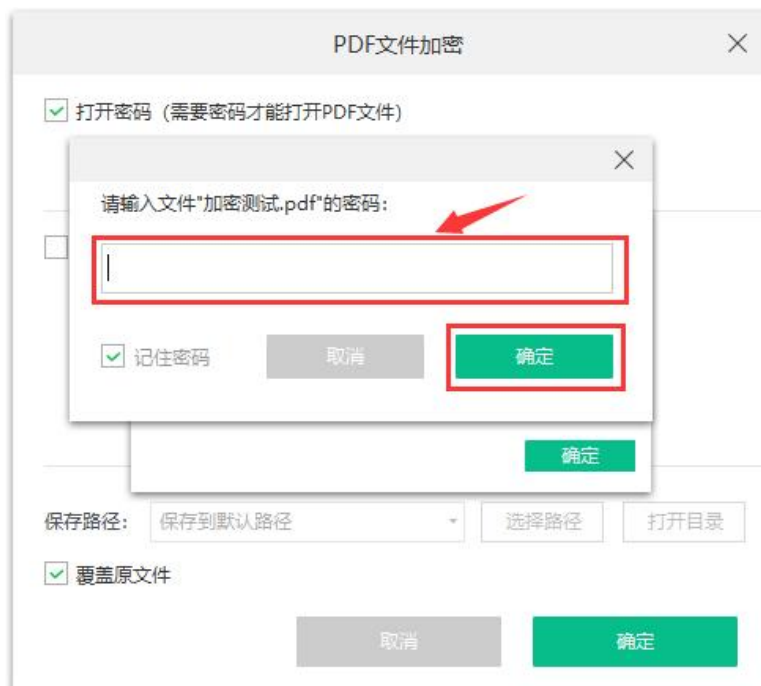 PDF文件加密
打开密码 (需要密码才能打开PDF文件)
请输入文件"加密测试.pdf"的密码:
记住密码
取消
确定
确定
保存路径:
保存到默认路径
选择路径
打开目录
覆盖原文件
取消
确定